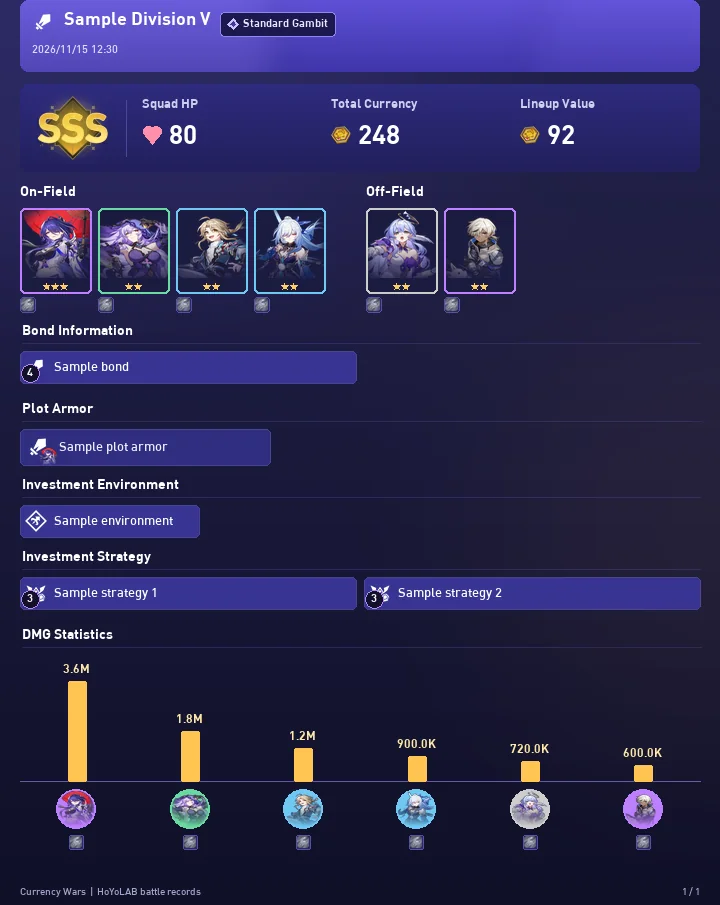 Sample Division V
Standard Gambit
2026/11/15 12:30
SSS
Squad HP
Total Currency
Lineup Value
80
248
92
On-Field
Off-Field
Bond Information
4
Sample bond
Plot Armor
Sample plot armor
Investment Environment
Sample environment
Investment Strategy
3
Sample strategy 1
3
Sample strategy 2
DMG Statistics
3.6M
1.8M
1.2M
900.0K
720.0K
600.0K
Currency Wars | HoYoLAB battle records
1 / 1